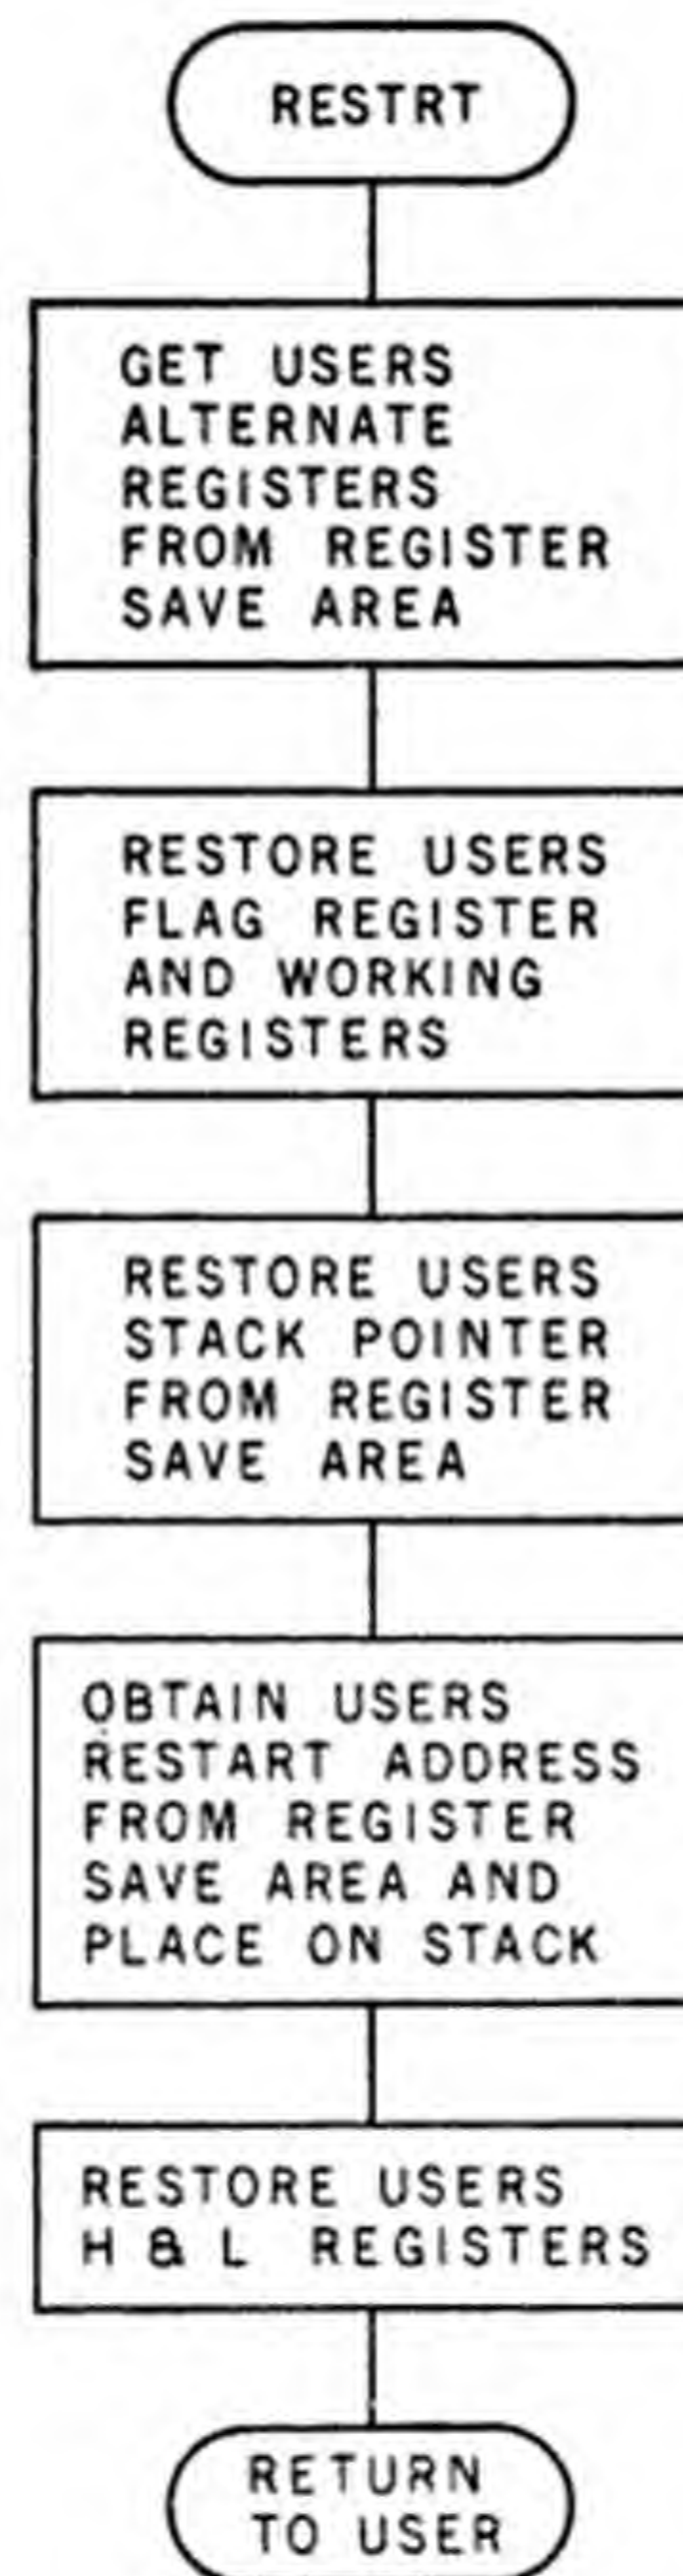 RESTRT
GET USERS
ALTERNATE
REGISTERS
FROM REGISTER
SAVE AREA
RESTORE USERS
FLAG REGISTER
AND WORKING
REGISTERS
RESTORE USERS
STACK POINTER
FROM REGISTER
SAVE AREA
OBTAIN USERS
RESTART ADDRESS
FROM REGISTER
SAVE AREA AND
PLACE ON STACK
RESTORE USERS
H & L REGISTERS
RETURN
TO USER